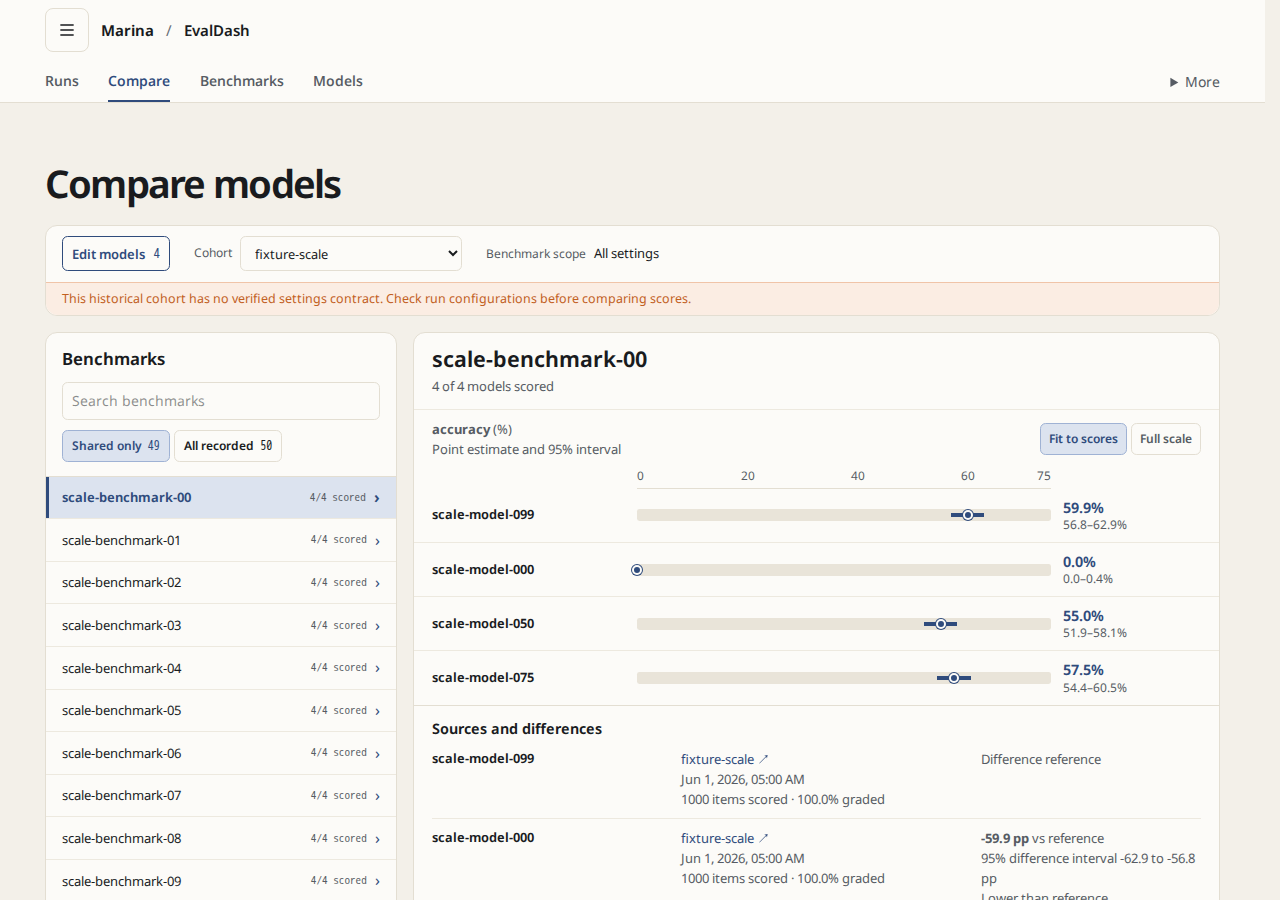 Marina / EvalDash
Runs Compare Benchmarks Models ▶ More
Compare models
Edit models 4 Cohort fixture-scale Benchmark scope All settings
This historical cohort has no verified settings contract. Check run configurations before comparing scores.
Benchmarks
Search benchmarks
Shared only 49 All recorded 50
scale-benchmark-00 4/4 scored ›
scale-benchmark-01 4/4 scored ›
scale-benchmark-02 4/4 scored ›
scale-benchmark-03 4/4 scored ›
scale-benchmark-04 4/4 scored ›
scale-benchmark-05 4/4 scored ›
scale-benchmark-06 4/4 scored ›
scale-benchmark-07 4/4 scored ›
scale-benchmark-08 4/4 scored ›
scale-benchmark-09 4/4 scored ›
scale-benchmark-00
4 of 4 models scored
accuracy (%)
Point estimate and 95% interval
Fit to scores Full scale
0 20 40 60 75
scale-model-099 59.9%
56.8–62.9%
scale-model-000 0.0%
0.0–0.4%
scale-model-050 55.0%
51.9–58.1%
scale-model-075 57.5%
54.4–60.5%
Sources and differences
scale-model-099 fixture-scale ↗ Difference reference
Jun 1, 2026, 05:00 AM
1000 items scored · 100.0% graded
scale-model-000 fixture-scale ↗ -59.9 pp vs reference
Jun 1, 2026, 05:00 AM 95% difference interval -62.9 to -56.8
1000 items scored · 100.0% graded pp
Lower than reference